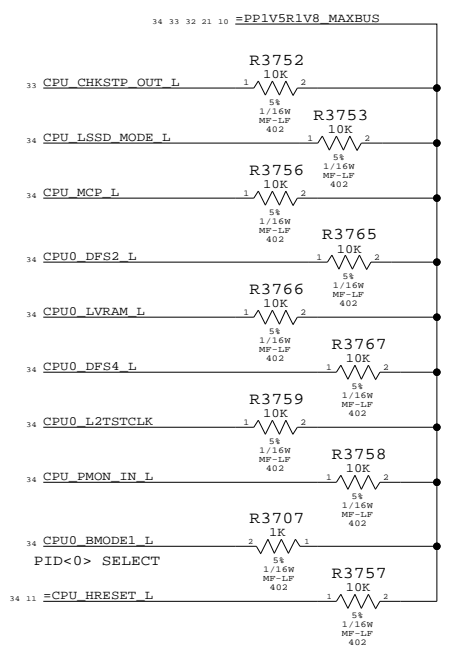 34 33 32 21 10 =PP1V5R1V8_MAXBUS
R3752
10K
33 CPU_CHKSTP_OUT_L 1 2
5%
1/16W
MF-LF
402
R3753
10K
34 CPU_LSSD_MODE_L 1 2
5%
1/16W
MF-LF
402
R3756
10K
34 CPU_MCP_L 1 2
5%
1/16W
MF-LF
402
R3765
10K
34 CPU0_DFS2_L 1 2
5%
1/16W
MF-LF
402
R3766
10K
34 CPU0_LVRAM_L 1 2
5%
1/16W
MF-LF
402
R3767
10K
34 CPU0_DFS4_L 1 2
5%
1/16W
MF-LF
402
R3759
10K
34 CPU0_L2TSTCLK 1 2
5%
1/16W
MF-LF
402
R3758
10K
34 CPU_PMON_IN_L 1 2
5%
1/16W
MF-LF
402
R3707
1K
34 CPU0_BMODE1_L 2 1
5%
1/16W
MF-LF
402
PID<0> SELECT
R3757
10K
34 11 =CPU_HRESET_L 1 2
5%
1/16W
MF-LF
402